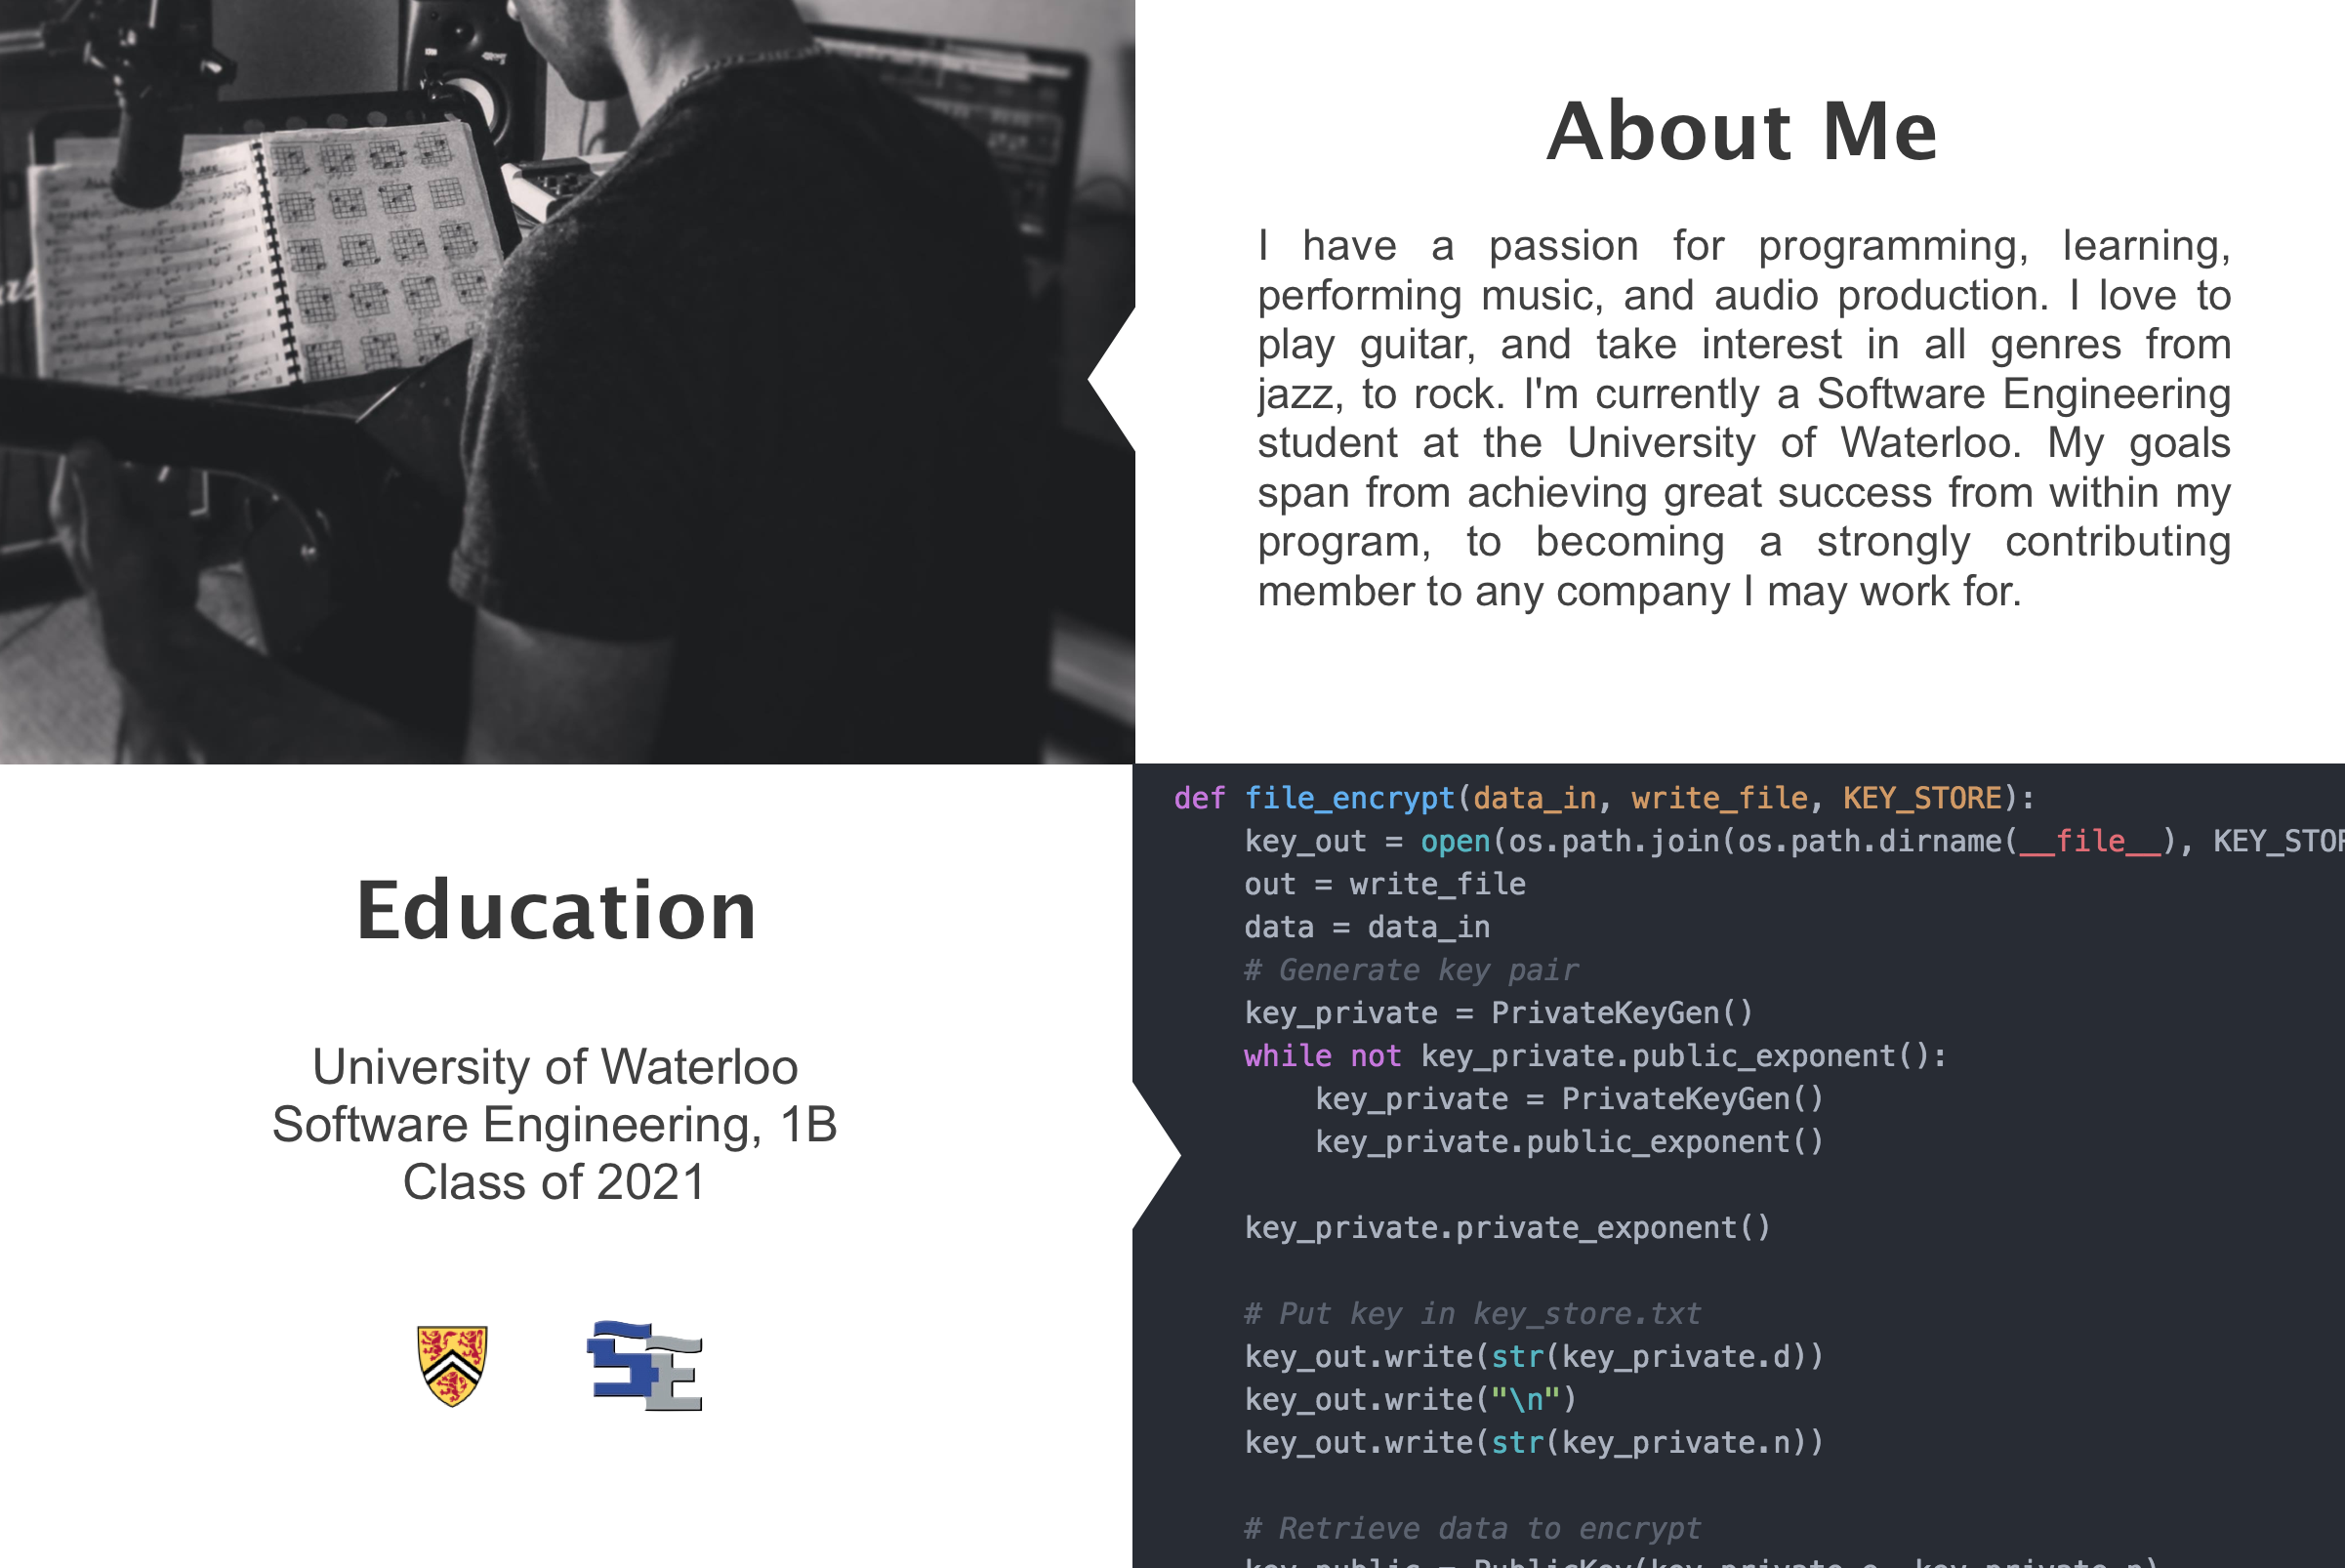 About Me
I have a passion for programming, learning,
performing music, and audio production. I love to
play guitar, and take interest in all genres from
jazz, to rock. I'm currently a Software Engineering
student at the University of Waterloo. My goals
span from achieving great success from within my
program, to becoming a strongly contributing
member to any company I may work for.
Education
University of Waterloo
Software Engineering, 1B
Class of 2021
SE
def file_encrypt(data_in, write_file, KEY_STORE):
key_out = open(os.path.join(os.path.dirname(__file__), KEY_STOR
out = write_file
data = data_in
# Generate key pair
key_private = PrivateKeyGen()
while not key_private.public_exponent():
key_private = PrivateKeyGen()
key_private.public_exponent()
key_private.private_exponent()
# Put key in key_store.txt
key_out.write(str(key_private.d))
key_out.write("\n")
key_out.write(str(key_private.n))
# Retrieve data to encrypt
key_public = PublicKey(key_private.e, key_private.n)